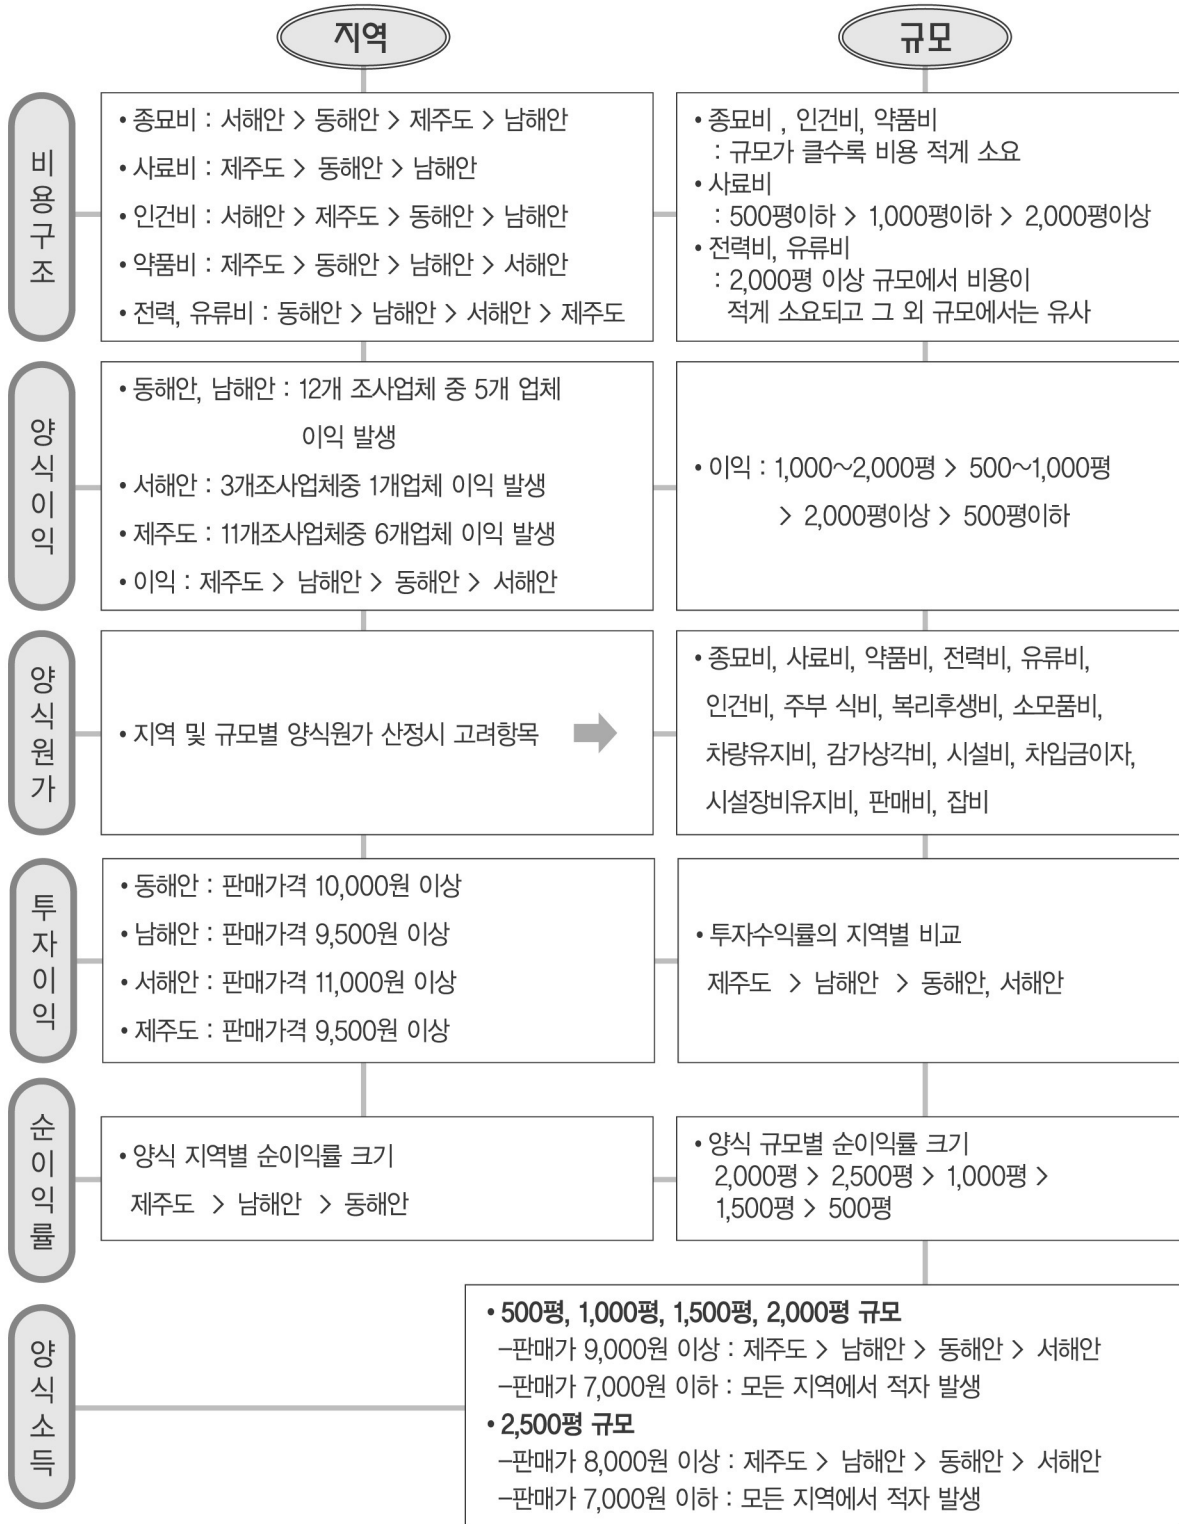 지역
규모
비용구조
• 종묘비 : 서해안 > 동해안 > 제주도 > 남해안
• 사료비 : 제주도 > 동해안 > 남해안
• 인건비 : 서해안 > 제주도 > 동해안 > 남해안
• 약품비 : 제주도 > 동해안 > 남해안 > 서해안
• 전력, 유류비 : 동해안 > 남해안 > 서해안 > 제주도
• 종묘비 , 인건비, 약품비
: 규모가 클수록 비용 적게 소요
• 사료비
: 500평이하 > 1,000평이하 > 2,000평이상
• 전력비, 유류비
: 2,000평 이상 규모에서 비용이
적게 소요되고 그 외 규모에서는 유사
양식이익
• 동해안, 남해안 : 12개 조사업체 중 5개 업체
이익 발생
• 서해안 : 3개조사업체중 1개업체 이익 발생
• 제주도 : 11개조사업체중 6개업체 이익 발생
• 이익 : 제주도 > 남해안 > 동해안 > 서해안
• 이익 : 1,000~2,000평 > 500~1,000평
> 2,000평이상 > 500평이하
양식원가
• 지역 및 규모별 양식원가 산정시 고려항목
• 종묘비, 사료비, 약품비, 전력비, 유류비,
인건비, 주부 식비, 복리후생비, 소모품비,
차량유지비, 감가상각비, 시설비, 차입금이자,
시설장비유지비, 판매비, 잡비
투자이익
• 동해안 : 판매가격 10,000원 이상
• 남해안 : 판매가격 9,500원 이상
• 서해안 : 판매가격 11,000원 이상
• 제주도 : 판매가격 9,500원 이상
• 투자수익률의 지역별 비교
제주도 > 남해안 > 동해안, 서해안
순이익률
• 양식 지역별 순이익률 크기
제주도 > 남해안 > 동해안
• 양식 규모별 순이익률 크기
2,000평 > 2,500평 > 1,000평 >
1,500평 > 500평
양식소득
• 500평, 1,000평, 1,500평, 2,000평 규모
-판매가 9,000원 이상 : 제주도 > 남해안 > 동해안 > 서해안
-판매가 7,000원 이하 : 모든 지역에서 적자 발생
• 2,500평 규모
-판매가 8,000원 이상 : 제주도 > 남해안 > 동해안 > 서해안
-판매가 7,000원 이하 : 모든 지역에서 적자 발생